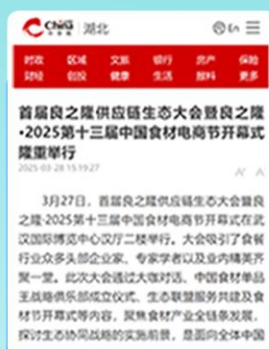 China 湖北 En
时政 区域 文旅 银行 房产 保险
财经 创投 健康 生活 报料 更多
首届良之隆供应链生态大会暨良之隆
•2025第十三届中国食材电商节开幕式
隆重举行
2025-03-28 15:19:27
A⁺ A⁻
3月27日，首届良之隆供应链生态大会暨良
之隆·2025第十三届中国食材电商节开幕式在武
汉国际博览中心汉厅二楼举行。大会吸引了食餐
行业众多头部企业家、专家学者以及业内精英齐
聚一堂。此次大会通过大咖对话、中国食材单品
王战略俱乐部成立仪式、生态联盟服务共建及食
材节开幕式等内容，聚焦食材产业全链条发展，
探讨生态协同战略的实施前景，是面向全体中国